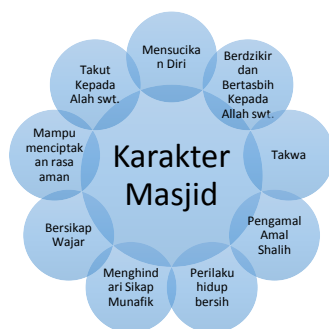 Mensucika
n Diri
Berdzikir
dan
Bertasbih
Kepada
Allah swt.
Takwa
Pengamal
Amal
Shalih
Perilaku
hidup
bersih
Menghind
ari Sikap
Munafik
Bersikap
Wajar
Mampu
menciptak
an rasa
aman
Takut
Kepada
Alah swt.
Karakter
Masjid